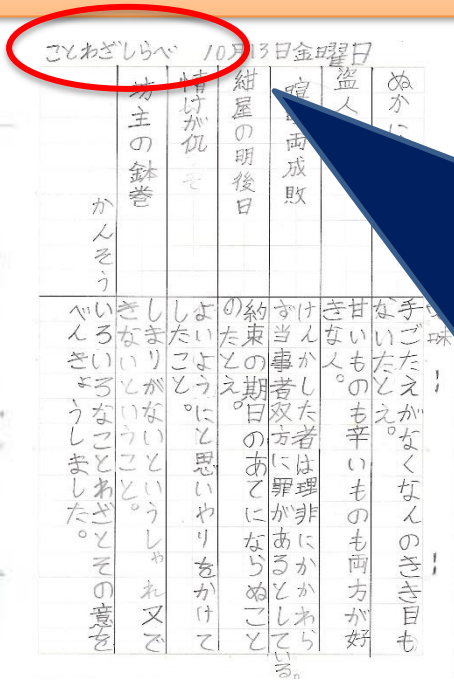 ことわざしらべ 10月13日金曜日
ぬかに
手ごたえがなくなんのきき目も
ないたとえ。
盗人
甘いものも辛いものも両方が好
きな人。
喧嘩両成敗
けんかした者は理非にかかわら
ず当事者双方に罪があるとしている。
紺屋の明後日
約束の期日のあてにならぬこと
のたとえ。
情けが仇
よいようにと思いやりをかけて
したこと。
坊主の鉢巻
しまりがないというしゃれ又で
きないということ。
かんそう
いろいろなことわざとその意を
べんきょうしました。